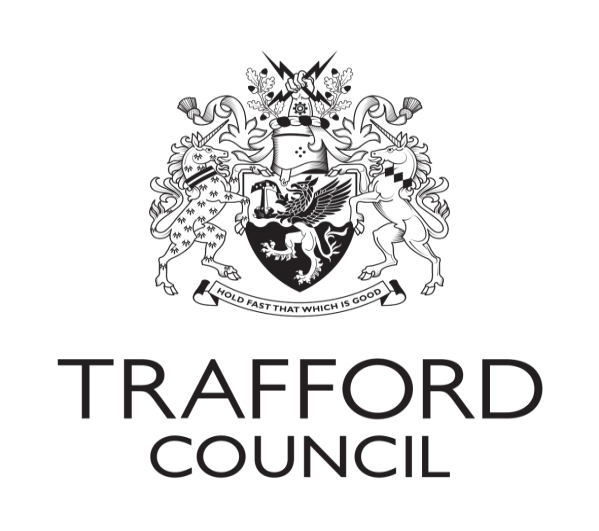 HOLD FAST THAT WHICH IS GOOD
TRAFFORD
COUNCIL